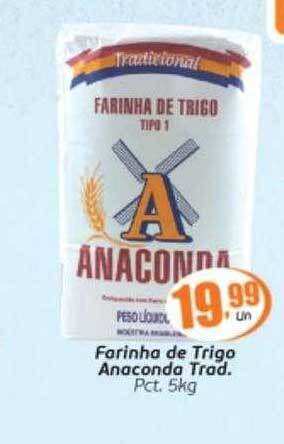 Tradicional
FARINHA DE TRIGO
TIPO 1
A
ANACONDA
PESO LÍQUIDO
19,99
un
Farinha de Trigo
Anaconda Trad.
Pct. 5kg